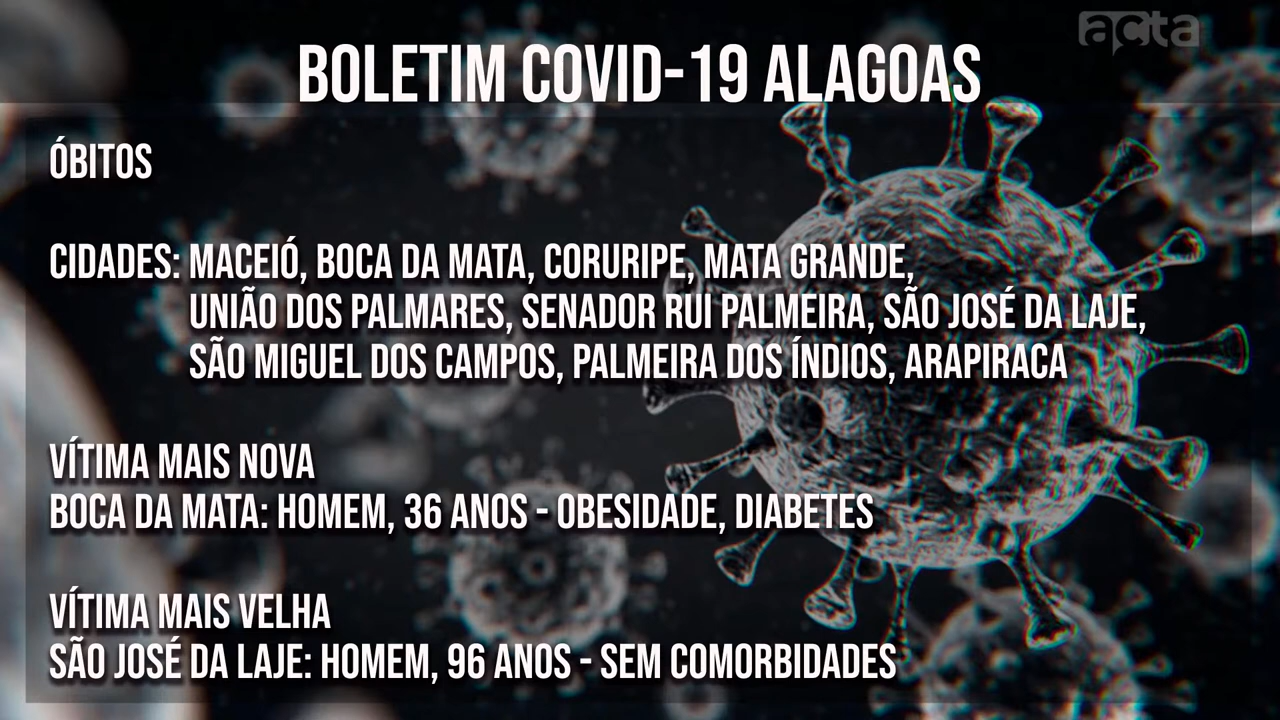 acta
BOLETIM COVID-19 ALAGOAS
ÓBITOS
CIDADES: MACEIÓ, BOCA DA MATA, CORURIPE, MATA GRANDE,
UNIÃO DOS PALMARES, SENADOR RUI PALMEIRA, SÃO JOSÉ DA LAJE,
SÃO MIGUEL DOS CAMPOS, PALMEIRA DOS ÍNDIOS, ARAPIRACA
VÍTIMA MAIS NOVA
BOCA DA MATA: HOMEM, 36 ANOS - OBESIDADE, DIABETES
VÍTIMA MAIS VELHA
SÃO JOSÉ DA LAJE: HOMEM, 96 ANOS - SEM COMORBIDADES